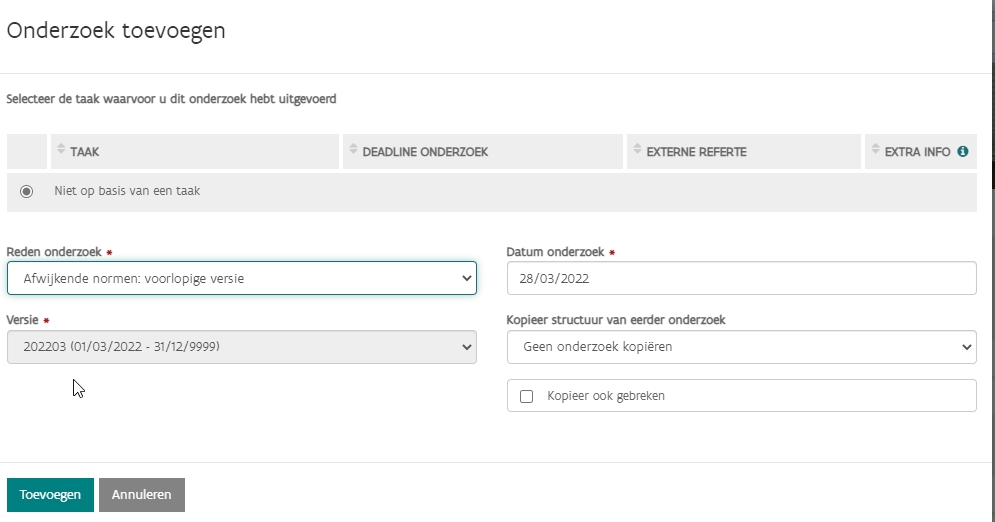 Onderzoek toevoegen
Selecteer de taak waarvoor u dit onderzoek hebt uitgevoerd
TAAK DEADLINE ONDERZOEK EXTERNE REFERTE EXTRA INFO
Niet op basis van een taak
Reden onderzoek * Datum onderzoek *
Afwijkende normen: voorlopige versie 28/03/2022
Versie * Kopieer structuur van eerder onderzoek
202203 (01/03/2022 - 31/12/9999) Geen onderzoek kopiëren
Kopieer ook gebreken
Toevoegen Annuleren